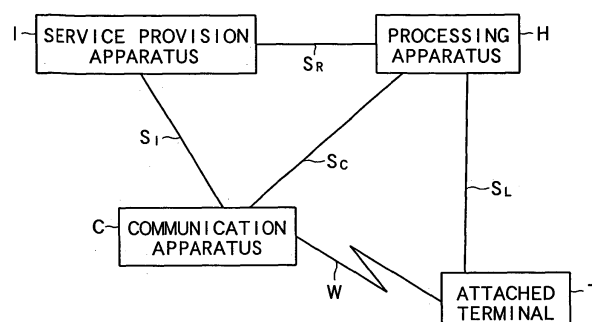 I
SERVICE PROVISION
APPARATUS
SR
PROCESSING
APPARATUS
H
SI
SC
SL
C
COMMUNICATION
APPARATUS
W
ATTACHED
TERMINAL